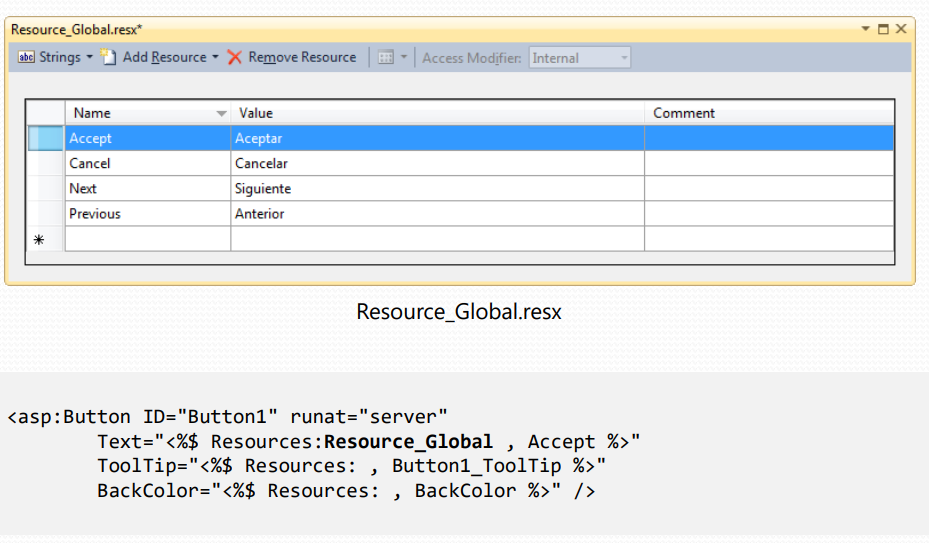 Resource_Global.resx*
abc Strings Add Resource Remove Resource Access Modifier: Internal
Name Value Comment
Accept Aceptar
Cancel Cancelar
Next Siguiente
Previous Anterior
*
Resource_Global.resx
<asp:Button ID="Button1" runat="server"
Text="<%$ Resources:Resource_Global , Accept %>"
ToolTip="<%$ Resources: , Button1_ToolTip %>"
BackColor="<%$ Resources: , BackColor %>" />